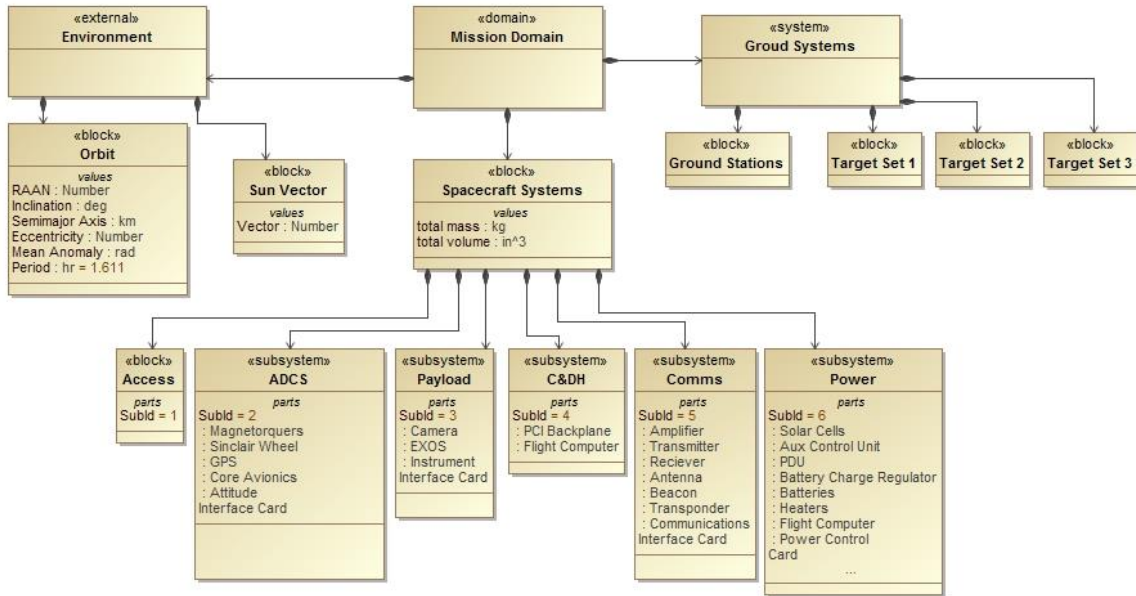 «external»
Environment
«domain»
Mission Domain
«system»
Groud Systems
«block»
Orbit
values
RAAN : Number
Inclination : deg
Semimajor Axis : km
Eccentricity : Number
Mean Anomaly : rad
Period : hr = 1.611
«block»
Sun Vector
values
Vector : Number
«block»
Spacecraft Systems
values
total mass : kg
total volume : in^3
«block»
Ground Stations
«block»
Target Set 1
«block»
Target Set 2
«block»
Target Set 3
«block»
Access
parts
SubId = 1
«subsystem»
ADCS
parts
SubId = 2
: Magnetorquers
: Sinclair Wheel
: GPS
: Core Avionics
: Attitude
Interface Card
«subsystem»
Payload
parts
SubId = 3
: Camera
: EXOS
: Instrument
Interface Card
«subsystem»
C&DH
parts
SubId = 4
: PCI Backplane
: Flight Computer
«subsystem»
Comms
parts
SubId = 5
: Amplifier
: Transmitter
: Reciever
: Antenna
: Beacon
: Transponder
: Communications
Interface Card
«subsystem»
Power
parts
SubId = 6
: Solar Cells
: Aux Control Unit
: PDU
: Battery Charge Regulator
: Batteries
: Heaters
: Flight Computer
: Power Control
Card
...